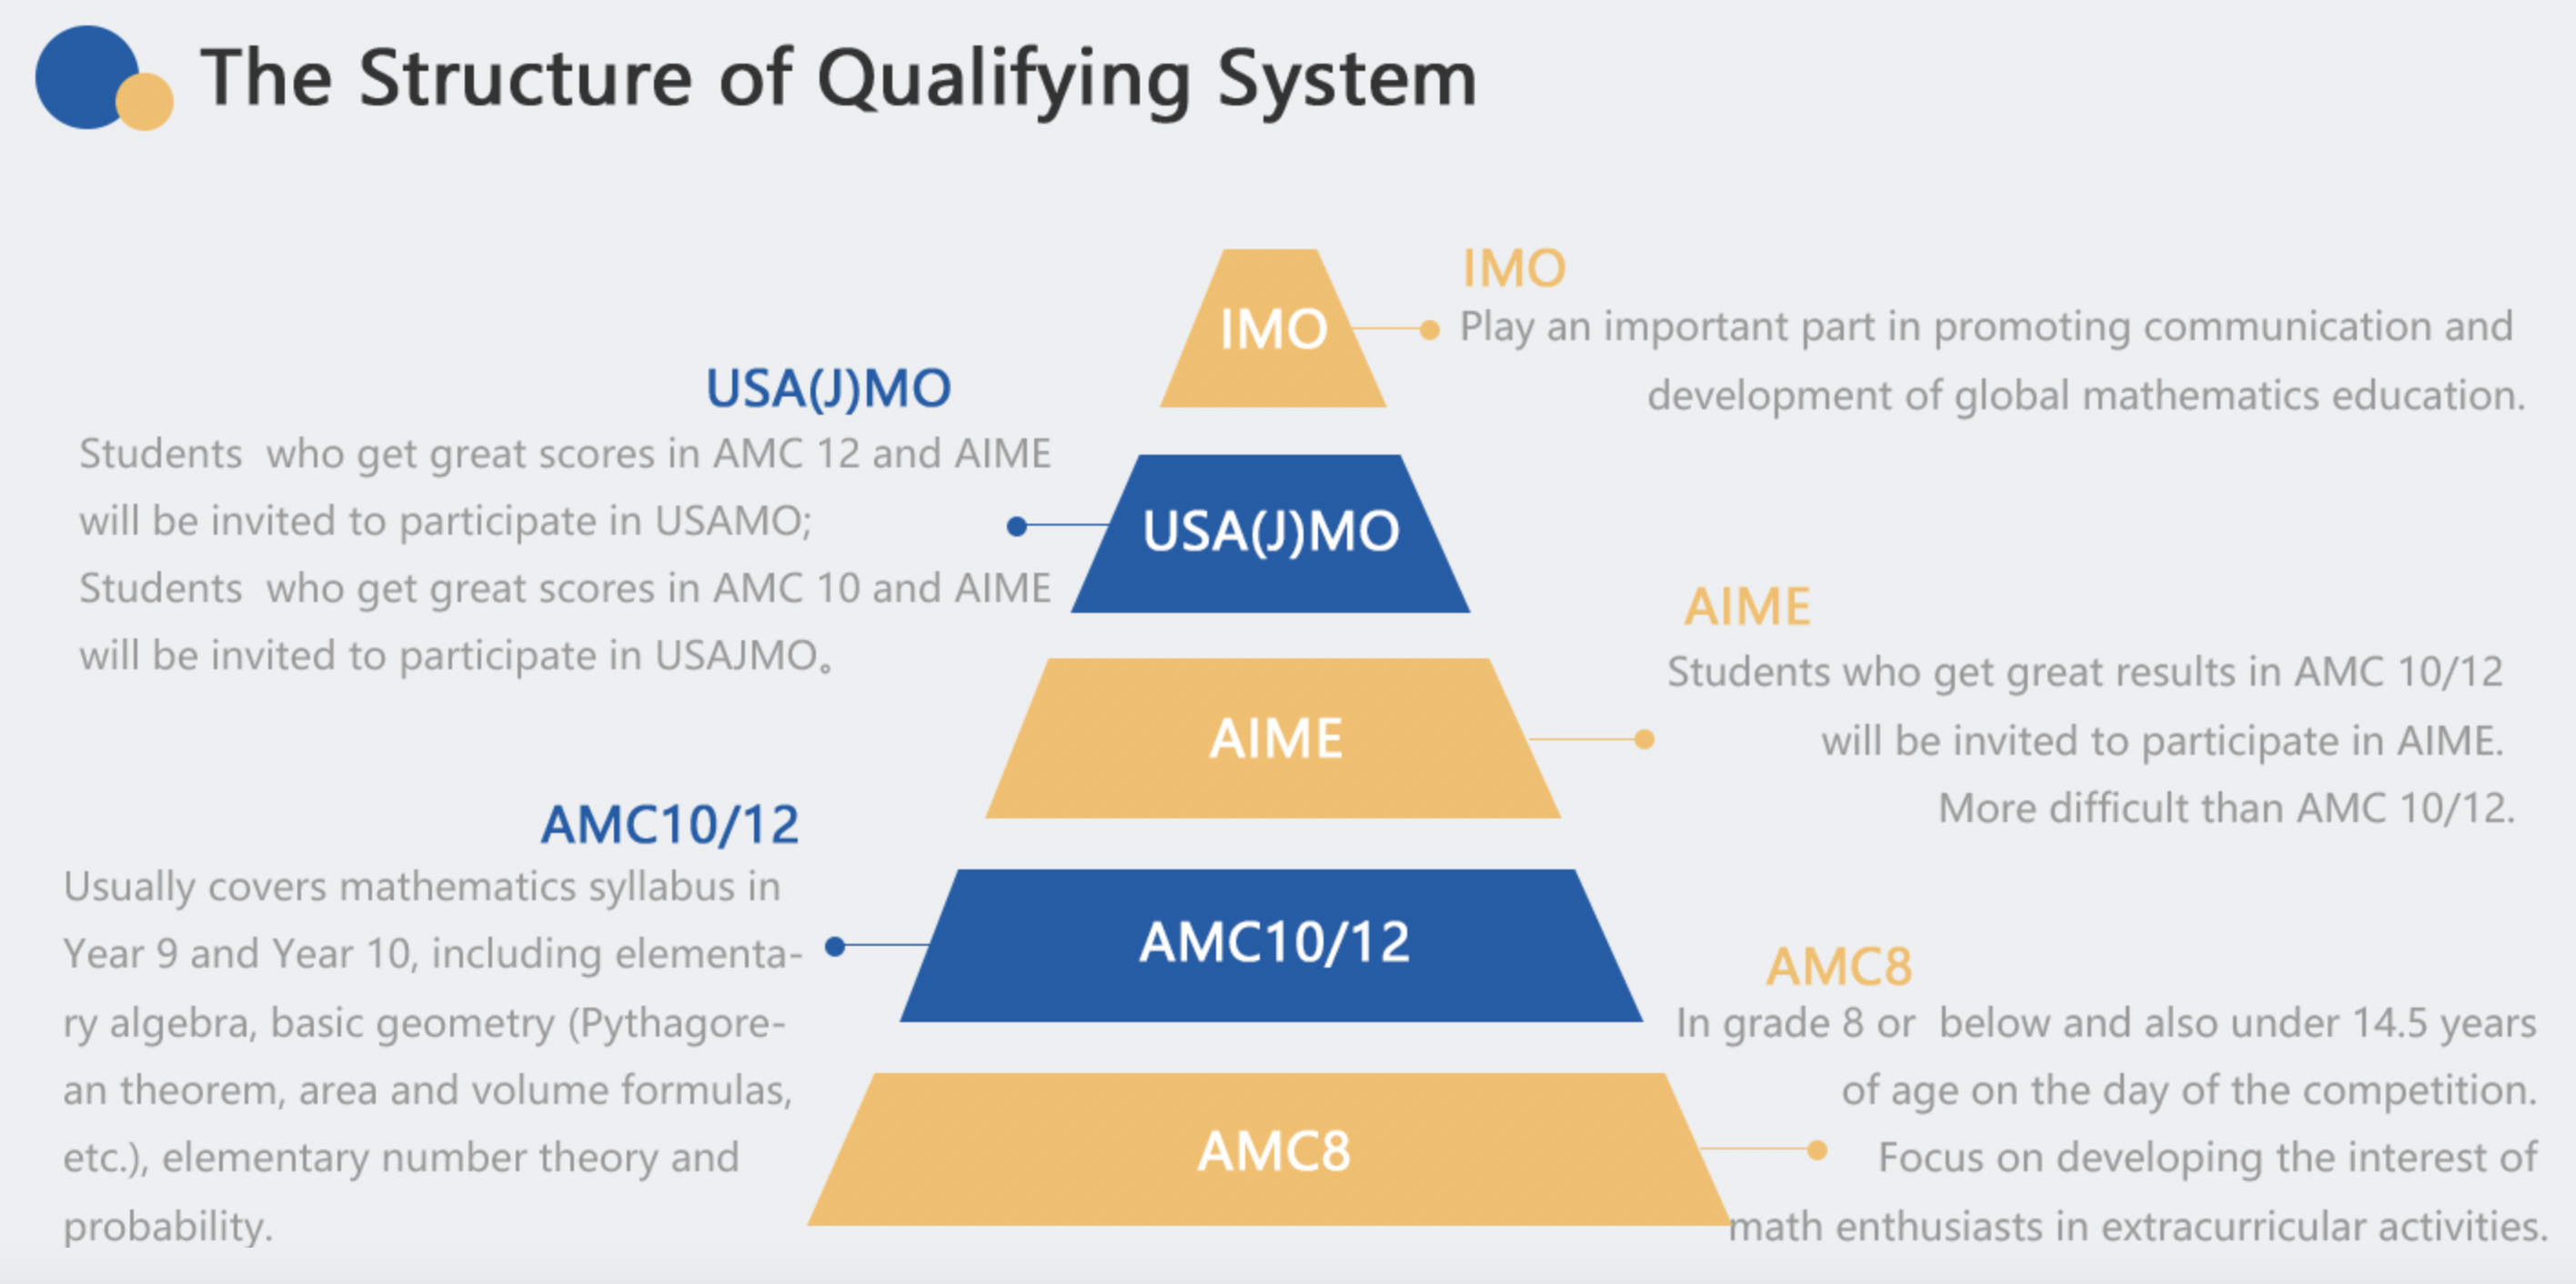 The Structure of Qualifying System
IMO
IMO
Play an important part in promoting communication and
development of global mathematics education.
USA(J)MO
Students  who get great scores in AMC 12 and AIME
will be invited to participate in USAMO;
Students  who get great scores in AMC 10 and AIME
will be invited to participate in USAJMO。
USA(J)MO
AIME
Students who get great results in AMC 10/12
will be invited to participate in AIME.
More difficult than AMC 10/12.
AIME
AMC10/12
Usually covers mathematics syllabus in
Year 9 and Year 10, including elementa-
ry algebra, basic geometry (Pythagore-
an theorem, area and volume formulas,
etc.), elementary number theory and
probability.
AMC10/12
AMC8
In grade 8 or  below and also under 14.5 years
of age on the day of the competition.
Focus on developing the interest of
math enthusiasts in extracurricular activities.
AMC8